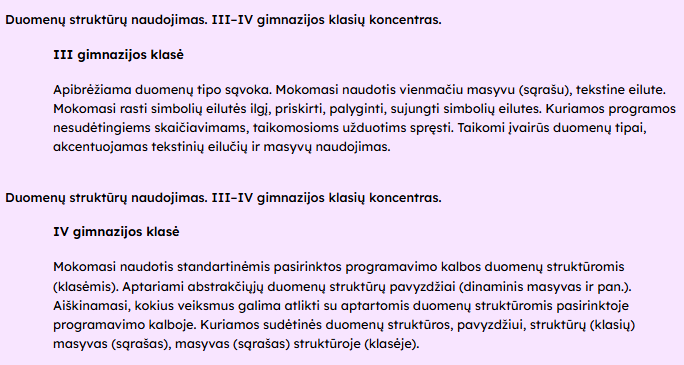 Duomenų struktūrų naudojimas. III–IV gimnazijos klasių koncentras.
III gimnazijos klasė
Apibrėžiama duomenų tipo sąvoka. Mokomasi naudotis vienmačiu masyvu (sąrašu), tekstine eilute.
Mokomasi rasti simbolių eilutės ilgį, priskirti, palyginti, sujungti simbolių eilutes. Kuriamos programos
nesudėtingiems skaičiavimams, taikomosioms užduotims spręsti. Taikomi įvairūs duomenų tipai,
akcentuojamas tekstinių eilučių ir masyvų naudojimas.
Duomenų struktūrų naudojimas. III–IV gimnazijos klasių koncentras.
IV gimnazijos klasė
Mokomasi naudotis standartinėmis pasirinktos programavimo kalbos duomenų struktūromis
(klasėmis). Aptariami abstrakčiųjų duomenų struktūrų pavyzdžiai (dinaminis masyvas ir pan.).
Aiškinamasi, kokius veiksmus galima atlikti su aptartomis duomenų struktūromis pasirinktoje
programavimo kalboje. Kuriamos sudėtinės duomenų struktūros, pavyzdžiui, struktūrų (klasių)
masyvas (sąrašas), masyvas (sąrašas) struktūroje (klasėje).